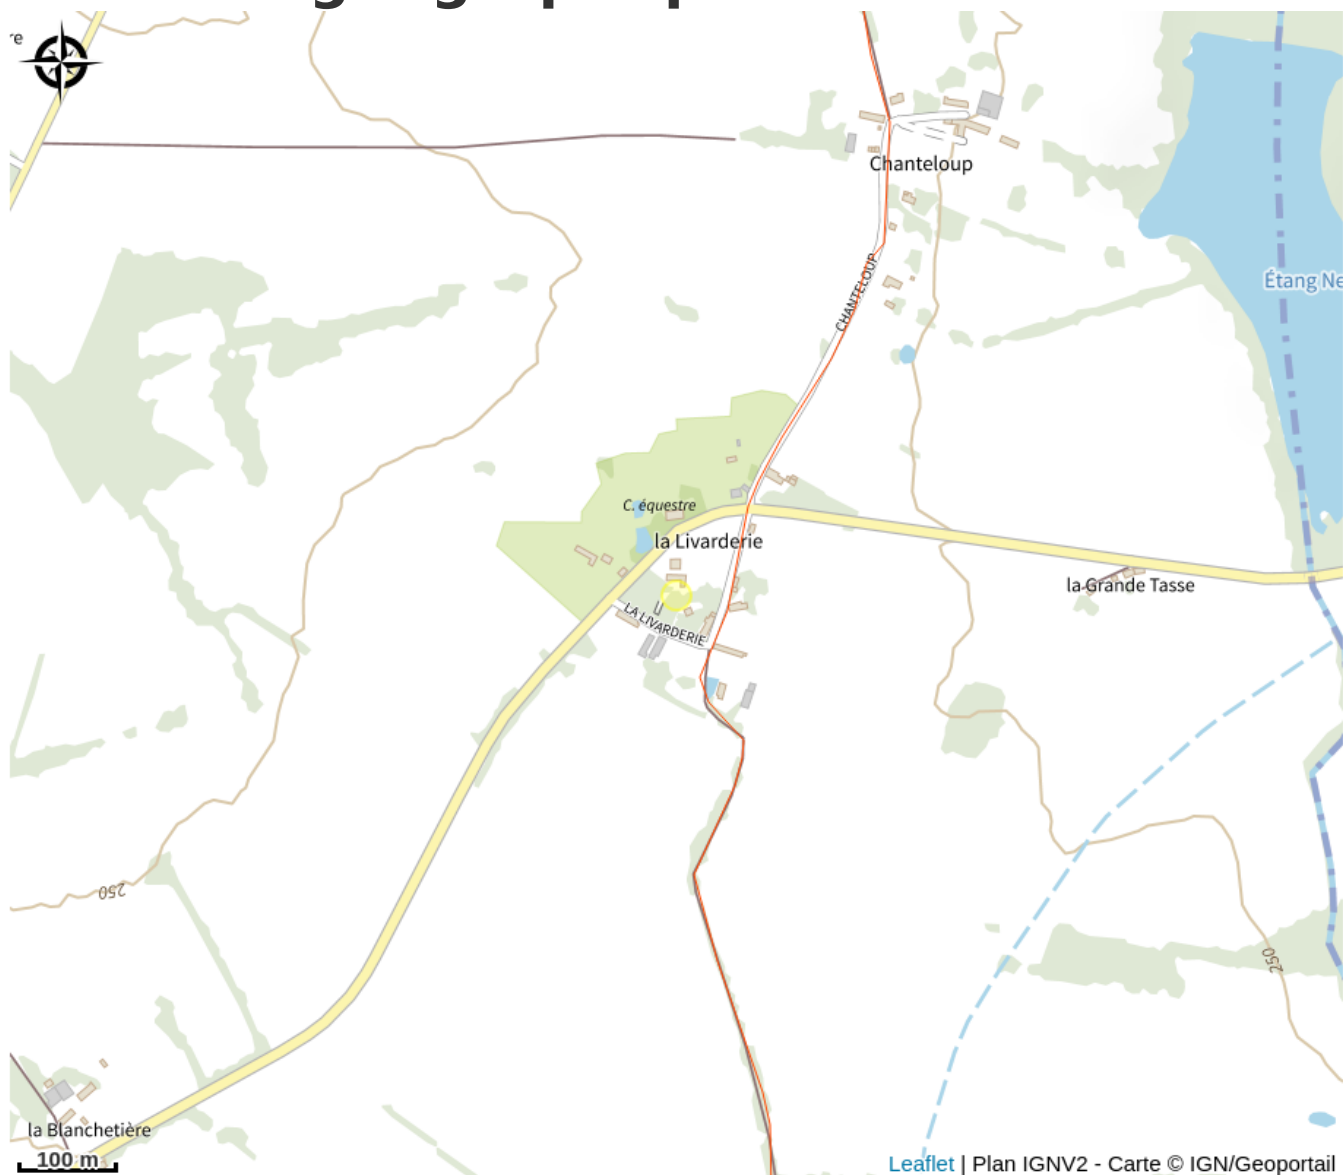 re
Chanteloup
CHANTELOUP
Étang Ne
C. équestre
la Livarderie
la Grande Tasse
LA LIVARDERIE
250
250
la Blanchetière
100 m
Leaflet | Plan IGNV2 - Carte © IGN/Geoportail